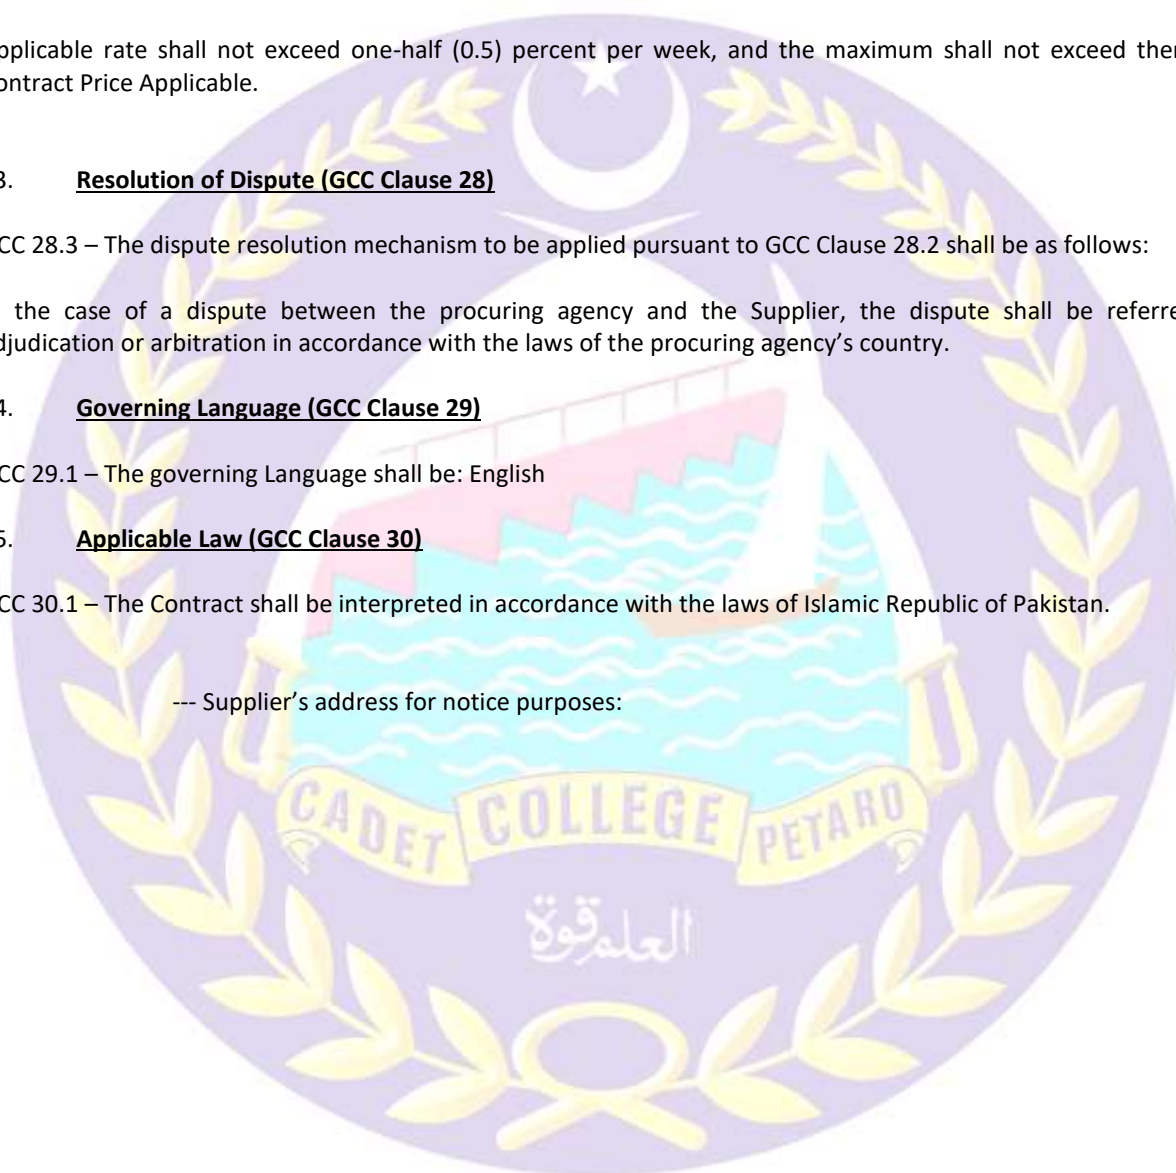 pplicable rate shall not exceed one-half (0.5) percent per week, and the maximum shall not exceed then
ontract Price Applicable.
3. Resolution of Dispute (GCC Clause 28)
CC 28.3 – The dispute resolution mechanism to be applied pursuant to GCC Clause 28.2 shall be as follows:
the case of a dispute between the procuring agency and the Supplier, the dispute shall be referre
djudication or arbitration in accordance with the laws of the procuring agency’s country.
4. Governing Language (GCC Clause 29)
CC 29.1 – The governing Language shall be: English
5. Applicable Law (GCC Clause 30)
CC 30.1 – The Contract shall be interpreted in accordance with the laws of Islamic Republic of Pakistan.
--- Supplier’s address for notice purposes:
CADET COLLEGE PETARO
العلم قوة